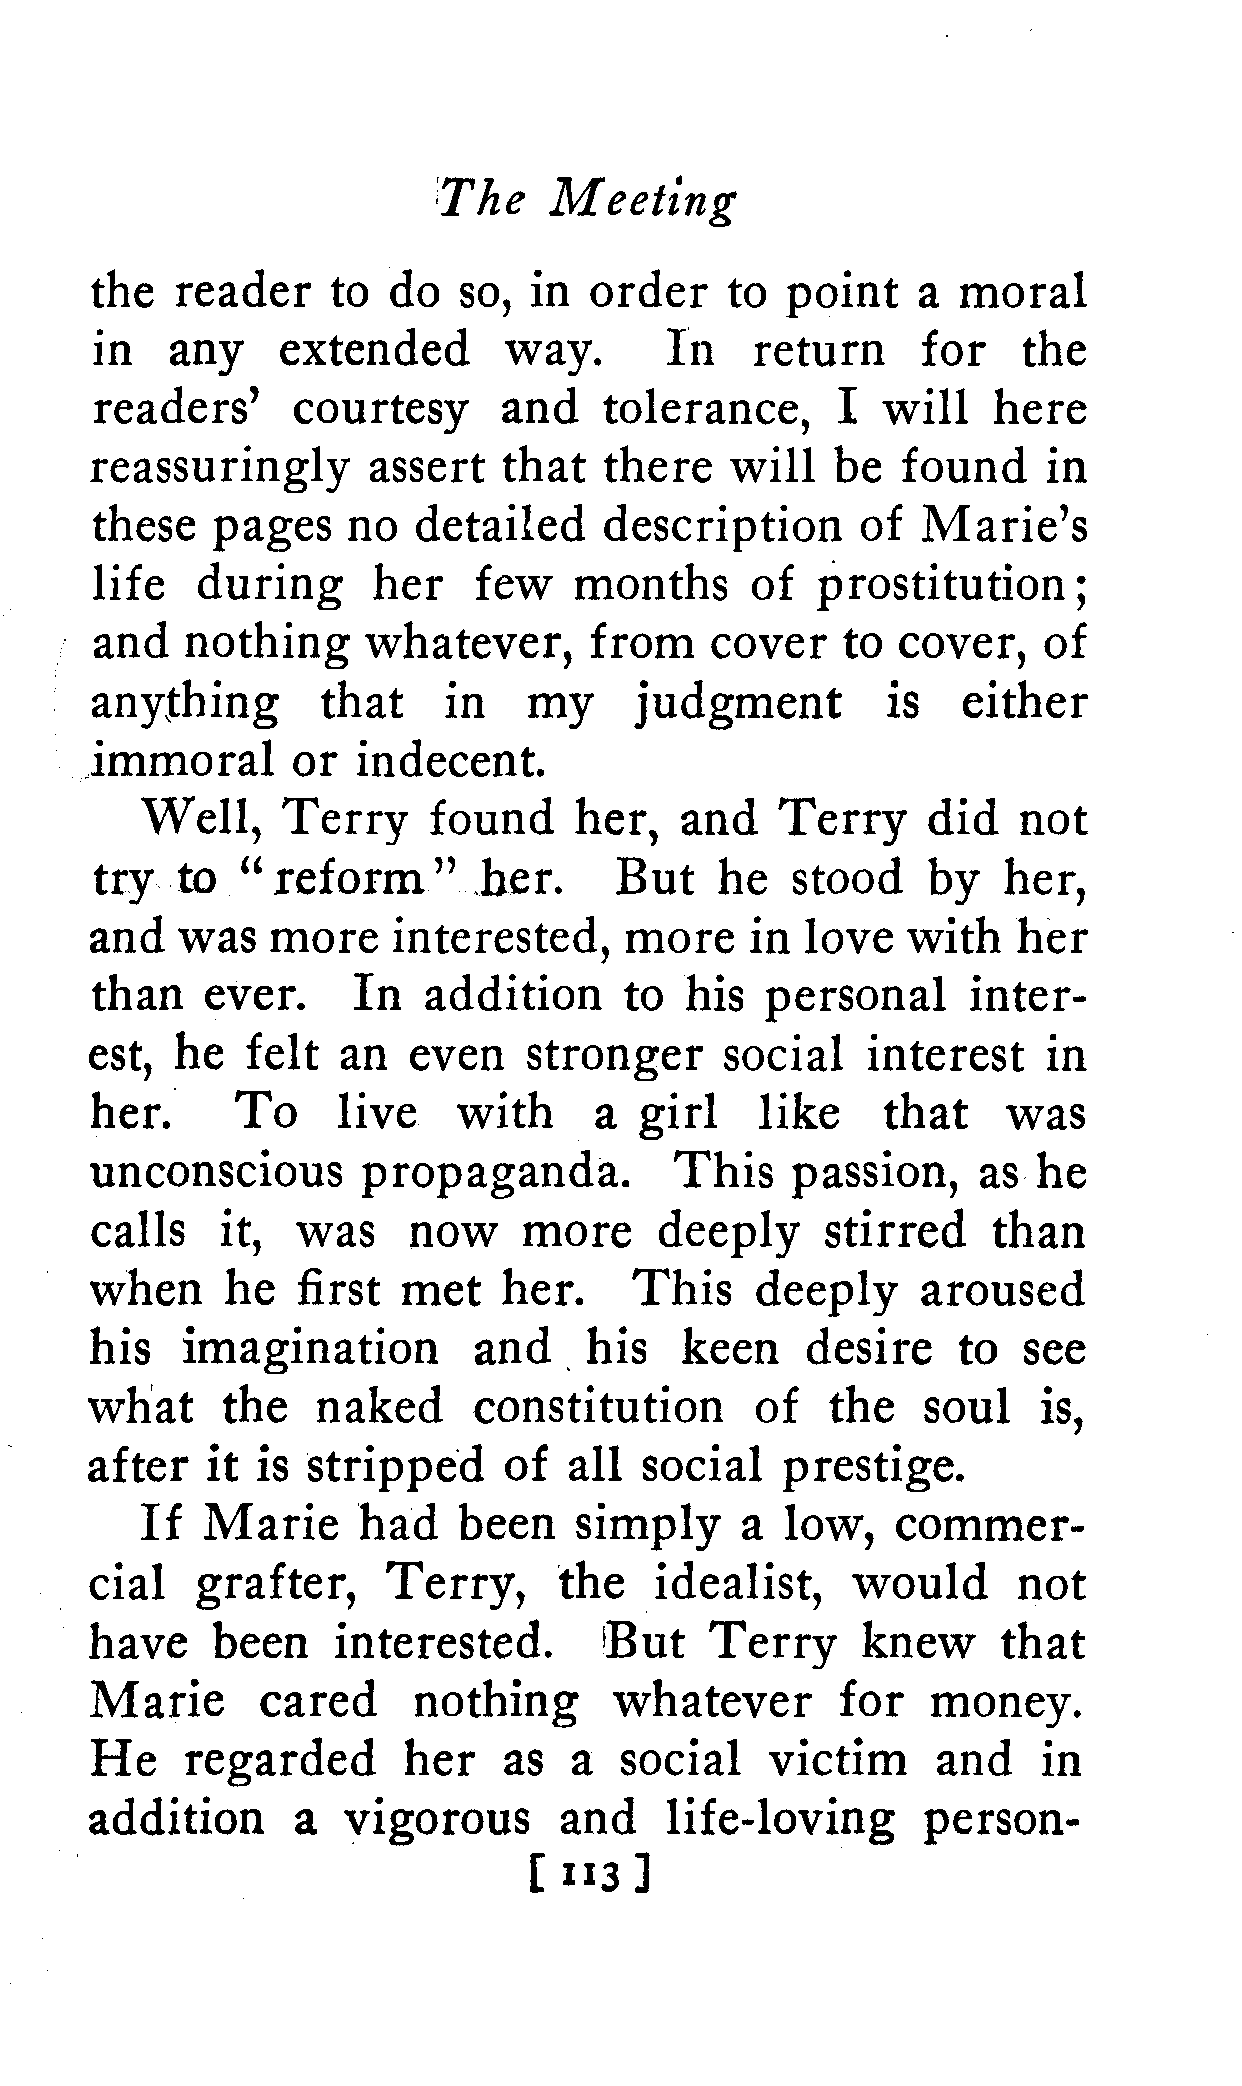 The Meeting
the reader to do so, in order to point a moral
in any extended way. In return for the
readers' courtesy and tolerance, I will here
reassuringly assert that there will be found in
these pages no detailed description of Marie's
life during her few months of prostitution;
and nothing whatever, from cover to cover, of
anything that in my judgment is either
immoral or indecent.
Well, Terry found her, and Terry did not
try to "reform" her. But he stood by her,
and was more interested, more in love with her
than ever. In addition to his personal inter-
est, he felt an even stronger social interest in
her. To live with a girl like that was
unconscious propaganda. This passion, as he
calls it, was now more deeply stirred than
when he first met her. This deeply aroused
his imagination and his keen desire to see
what the naked constitution of the soul is,
after it is stripped of all social prestige.
If Marie had been simply a low, commer-
cial grafter, Terry, the idealist, would not
have been interested. But Terry knew that
Marie cared nothing whatever for money.
He regarded her as a social victim and in
addition a vigorous and life-loving person-
[ 113 ]